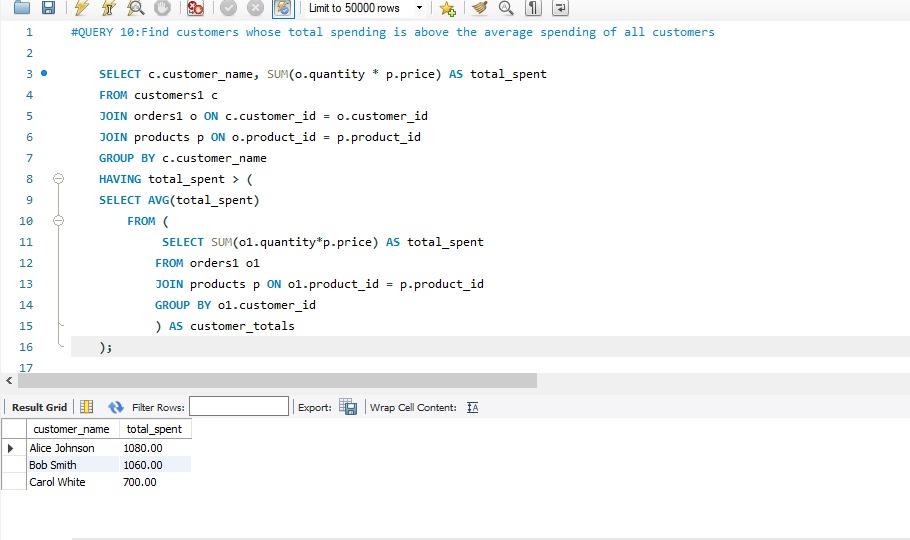 Limit to 50000 rows
1 #QUERY 10:Find customers whose total spending is above the average spending of all customers
2
3 SELECT c.customer_name, SUM(o.quantity * p.price) AS total_spent
4 FROM customers1 c
5 JOIN orders1 o ON c.customer_id = o.customer_id
6 JOIN products p ON o.product_id = p.product_id
7 GROUP BY c.customer_name
8 HAVING total_spent > (
9 SELECT AVG(total_spent)
10 FROM (
11 SELECT SUM(o1.quantity*p.price) AS total_spent
12 FROM orders1 o1
13 JOIN products p ON o1.product_id = p.product_id
14 GROUP BY o1.customer_id
15 ) AS customer_totals
16 );
17
Result Grid Filter Rows: Export: Wrap Cell Content:
customer_name total_spent
Alice Johnson 1080.00
Bob Smith 1060.00
Carol White 700.00